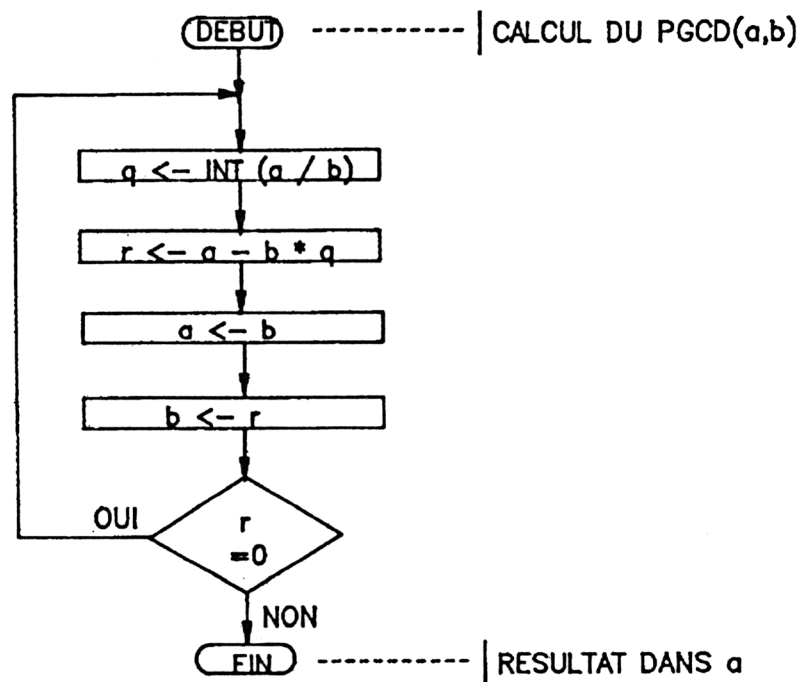 DEBUT
CALCUL DU PGCD(a,b)
q <- INT (a / b)
r <- a - b * q
a <- b
b <- r
OUI
r
=0
NON
FIN
RESULTAT DANS a